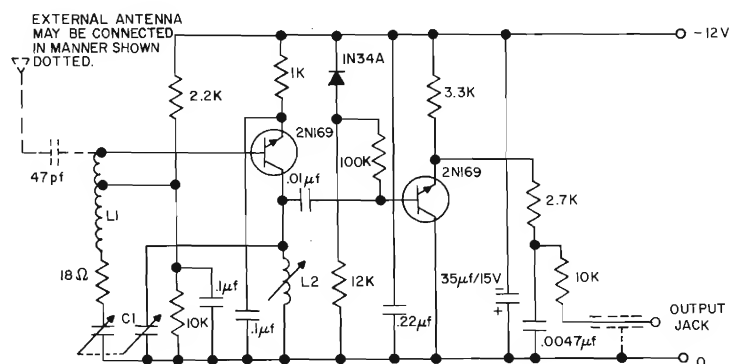 EXTERNAL ANTENNA
MAY BE CONNECTED
IN MANNER SHOWN
DOTTED.
-12V
1N34A
1K
3.3K
2.2K
2N169
100K
2N169
47pf
.01µf
2.7K
L1
18Ω
L2
12K
35µf/15V
-
+
10K
C1
.1µf
10K
.1µf
.22µf
.0047µf
OUTPUT
JACK
0